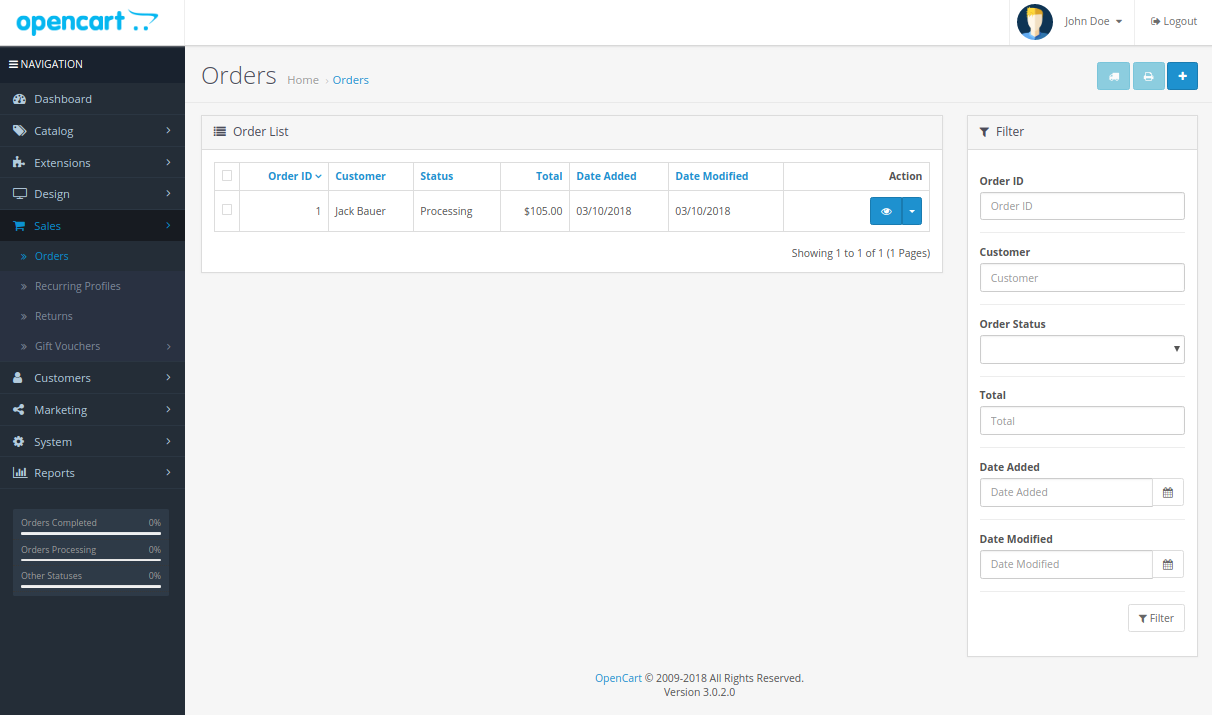 opencart
John Doe
Logout
NAVIGATION
Dashboard
Catalog
Extensions
Design
Sales
Orders
Recurring Profiles
Returns
Gift Vouchers
Customers
Marketing
System
Reports
Orders Completed 0%
Orders Processing 0%
Other Statuses 0%
Orders Home › Orders
Order List
Order ID Customer Status Total Date Added Date Modified Action
1 Jack Bauer Processing $105.00 03/10/2018 03/10/2018
Showing 1 to 1 of 1 (1 Pages)
Filter
Order ID
Order ID
Customer
Customer
Order Status
Total
Total
Date Added
Date Added
Date Modified
Date Modified
Filter
OpenCart © 2009-2018 All Rights Reserved.
Version 3.0.2.0